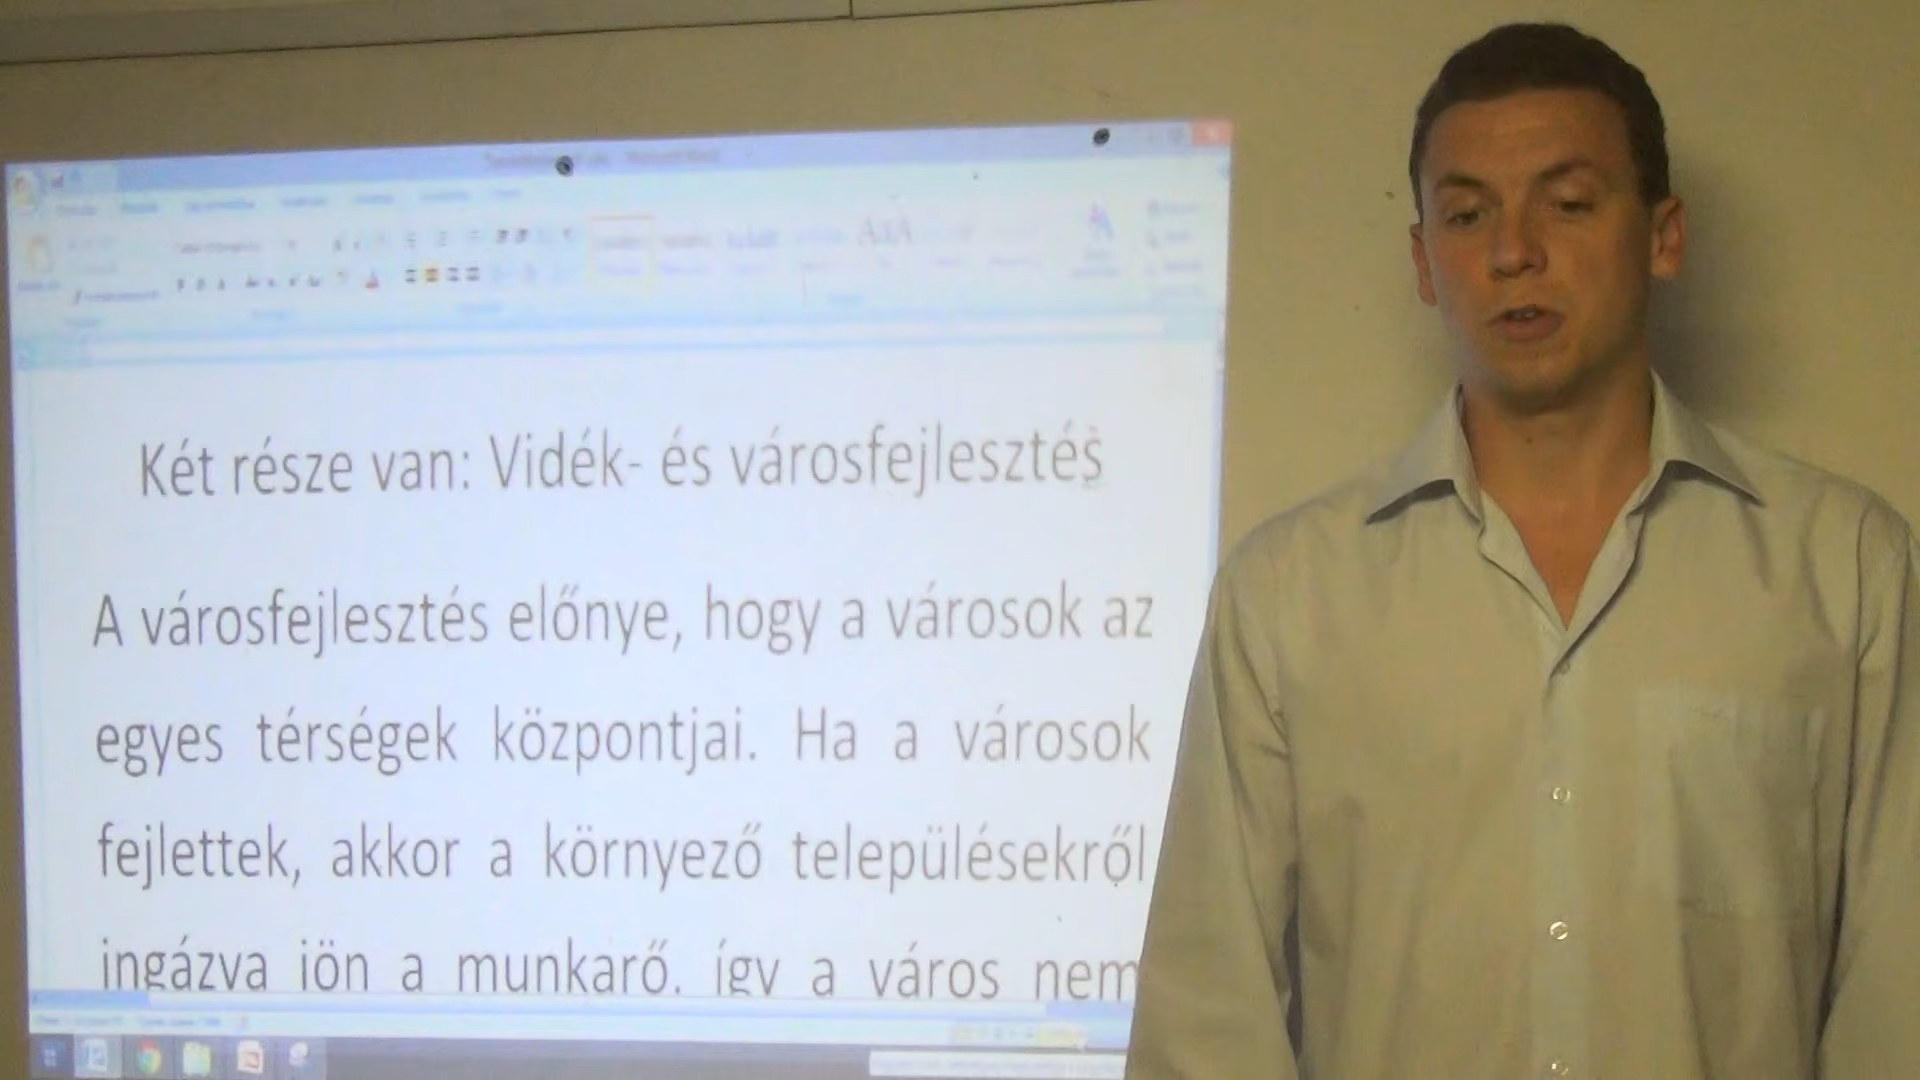 Két része van: Vidék- és városfejlesztés
A városfejlesztés előnye, hogy a városok az
egyes térségek központjai. Ha a városok
fejlettek, akkor a környező településekről
ingázva jön a munkarő, így a város nem